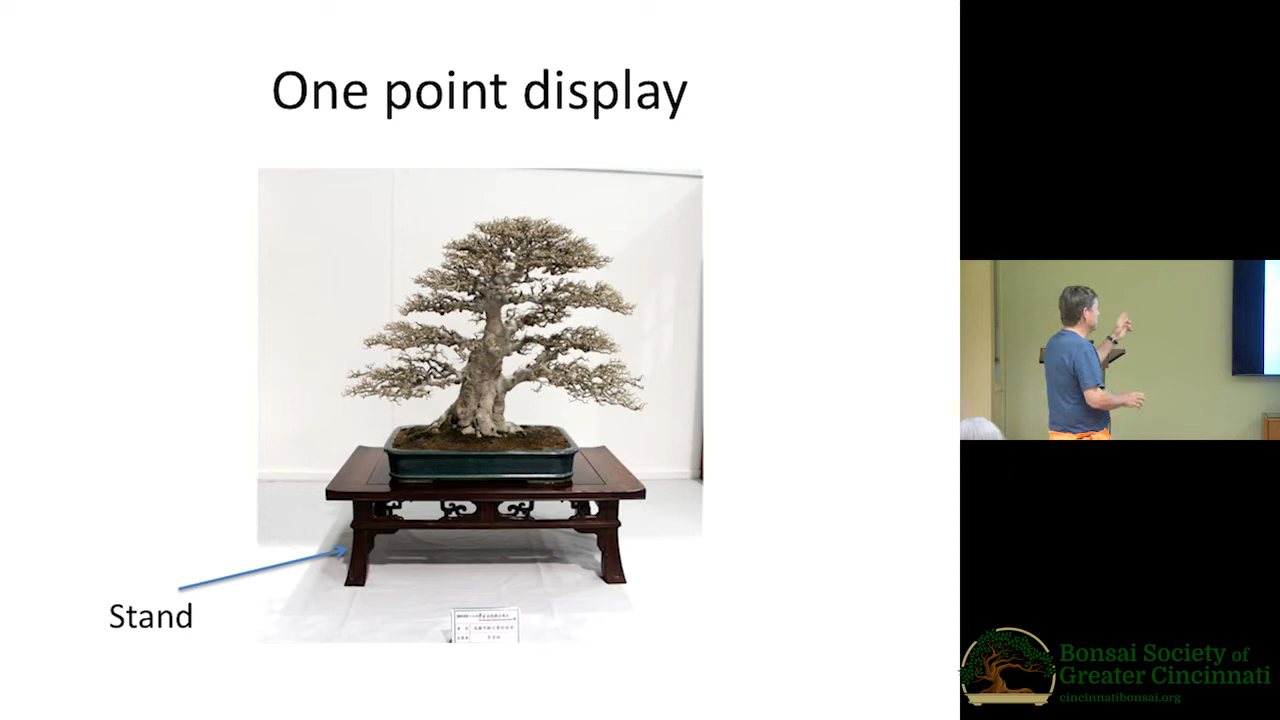 One point display
Stand
Bonsai Society of
Greater Cincinnati
cincinnatibonsai.org